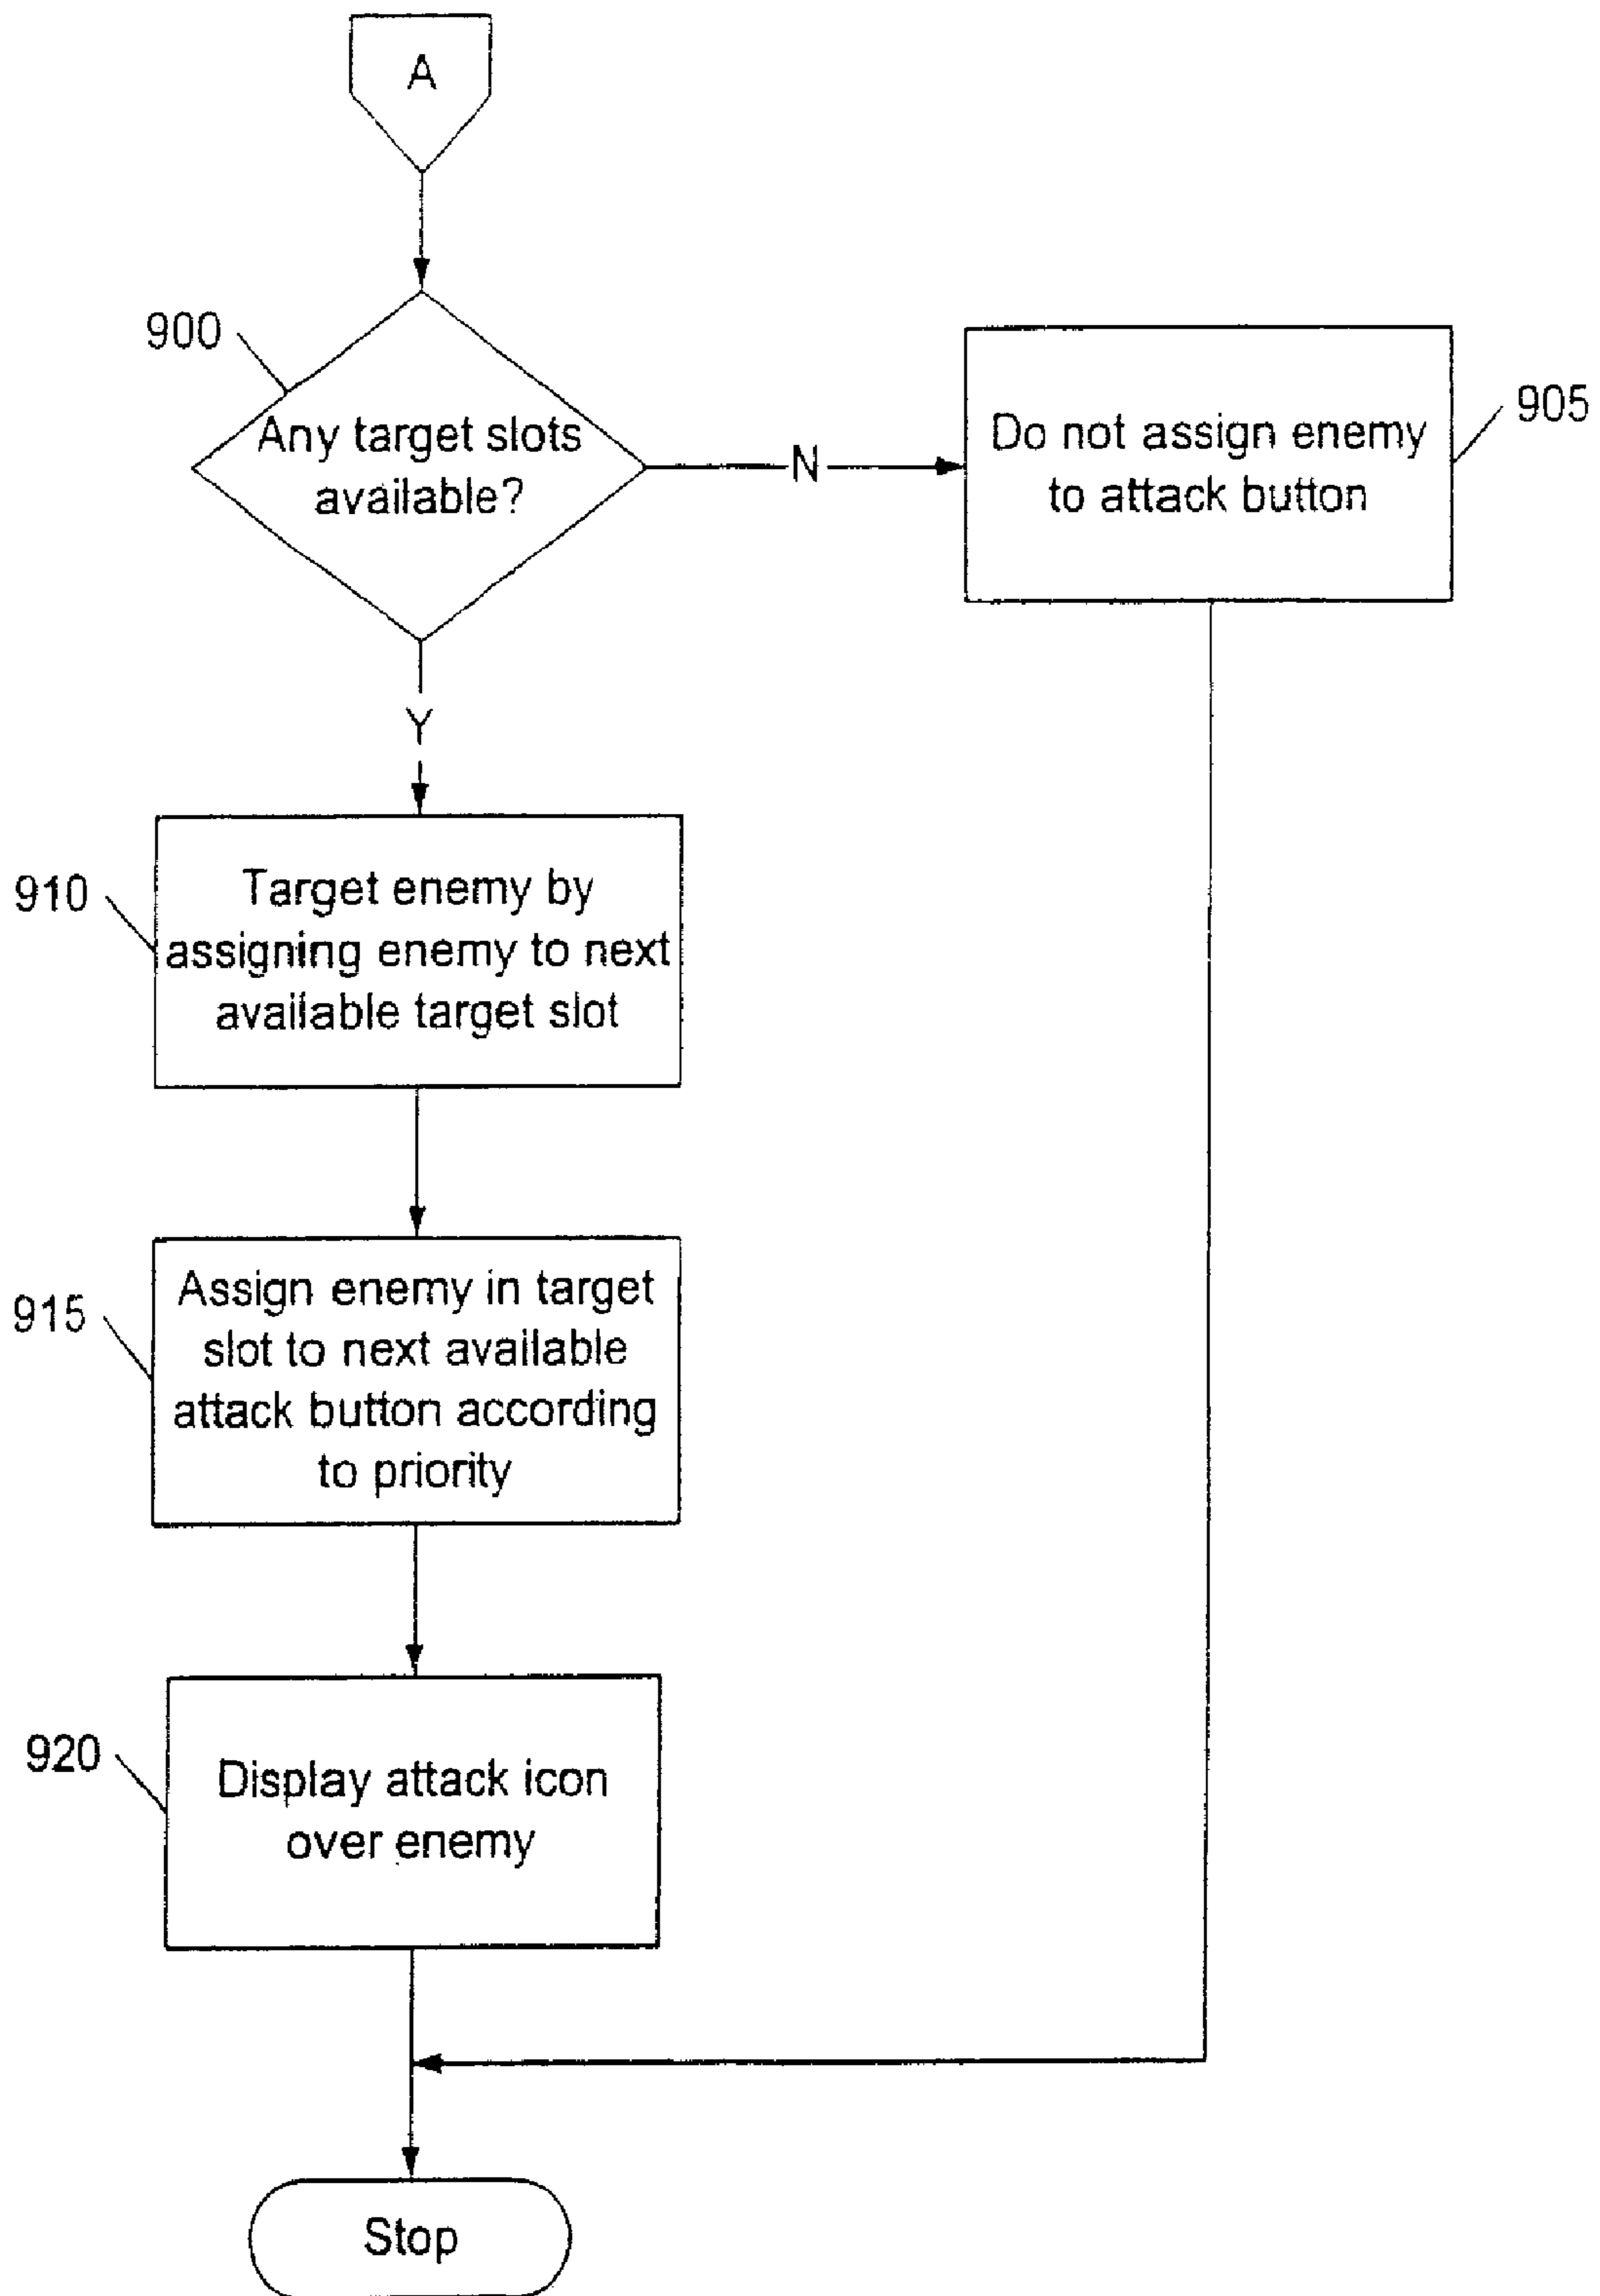 A
900
Any target slots
available?
N
Do not assign enemy
to attack button
905
Y
910
Target enemy by
assigning enemy to next
available target slot
915
Assign enemy in target
slot to next available
attack button according
to priority
920
Display attack icon
over enemy
Stop